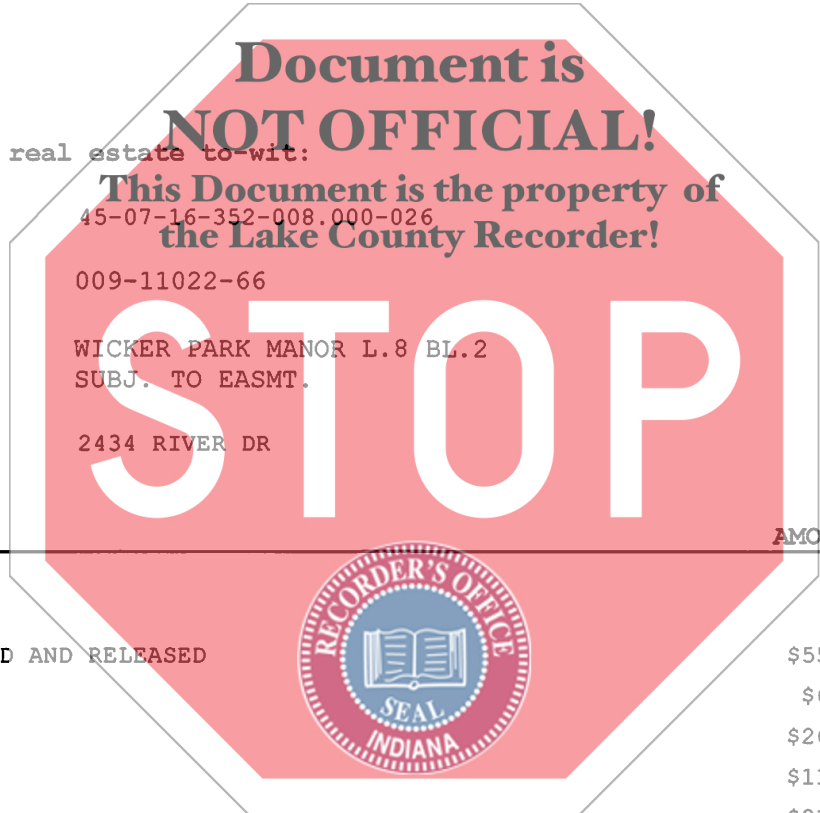 Document is
NOT OFFICIAL!
real estate to-wit:
This Document is the property of
45-07-16-352-008.000-026
the Lake County Recorder!
009-11022-66
WICKER PARK MANOR L.8 BL.2
SUBJ. TO EASMT.
2434 RIVER DR
STOP
AMO
RECORDER'S OFFICE
D AND RELEASED
SEAL
INDIANA